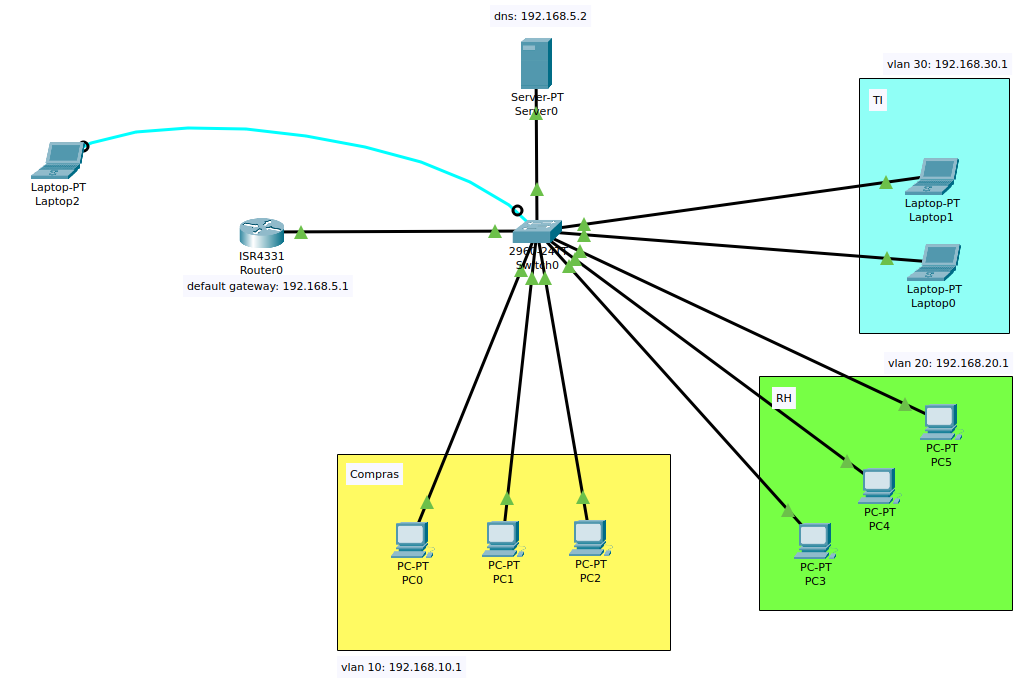 dns: 192.168.5.2
Server-PT
Server0
vlan 30: 192.168.30.1
TI
Laptop-PT
Laptop2
Laptop-PT
Laptop1
ISR4331
Router0
2960-24TT
Switch0
default gateway: 192.168.5.1
Laptop-PT
Laptop0
vlan 20: 192.168.20.1
RH
PC-PT
PC5
Compras
PC-PT
PC4
PC-PT
PC0
PC-PT
PC1
PC-PT
PC2
PC-PT
PC3
vlan 10: 192.168.10.1